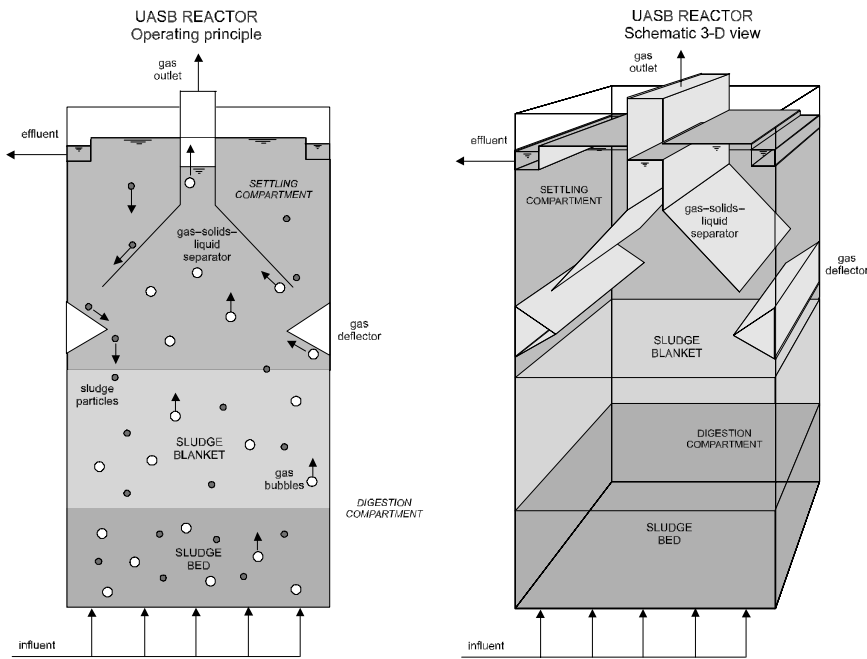 UASB REACTOR
Operating principle
gas
outlet
effluent
SETTLING
COMPARTMENT
gas–solids–
liquid
separator
gas
deflector
sludge
particles
SLUDGE
BLANKET
gas
bubbles
DIGESTION
COMPARTMENT
SLUDGE
BED
influent
UASB REACTOR
Schematic 3-D view
gas
outlet
effluent
SETTLING
COMPARTMENT
gas–solids–
liquid
separator
gas
deflector
SLUDGE
BLANKET
DIGESTION
COMPARTMENT
SLUDGE
BED
influent